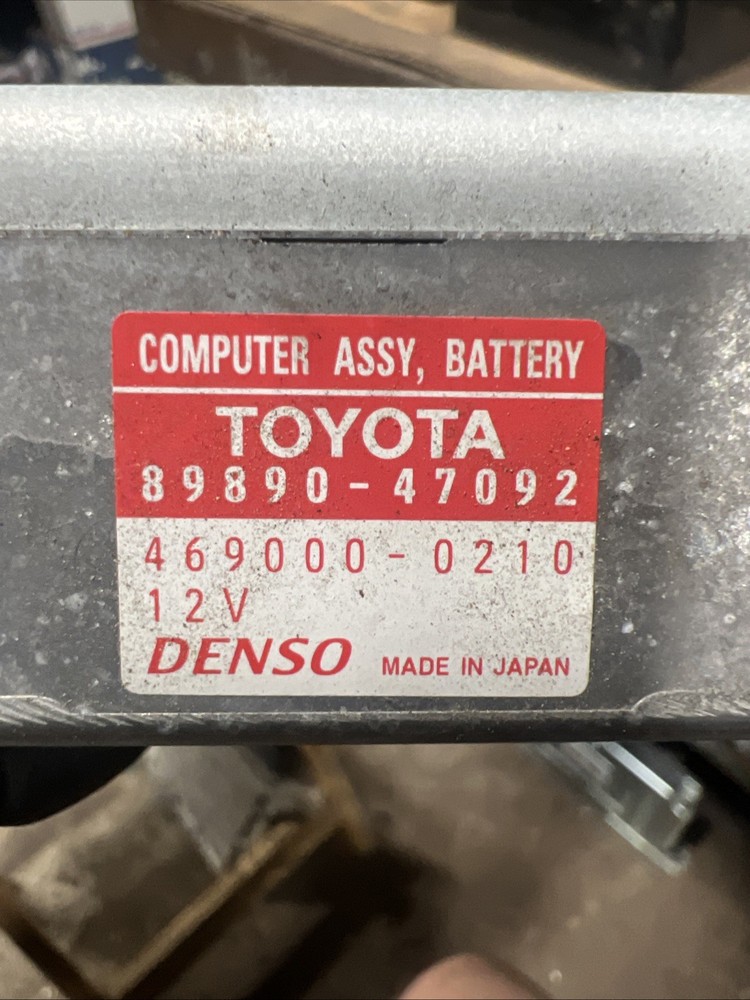 COMPUTER ASSY, BATTERY
TOYOTA
89890-47092
469000-0210
12V
DENSO MADE IN JAPAN